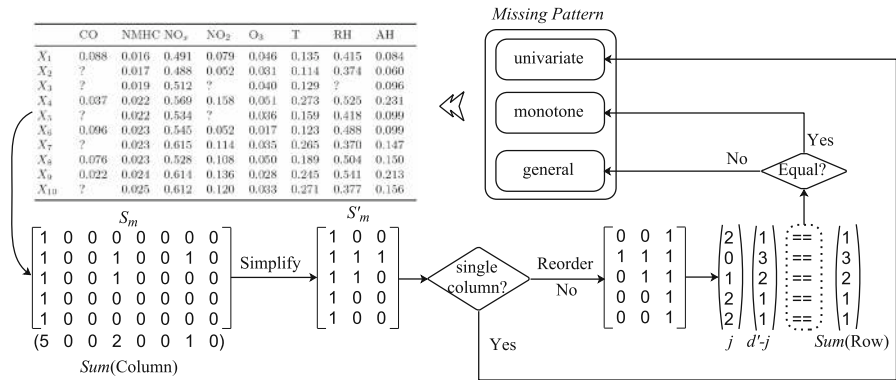 CO NMHC NOₓ NO₂ O₃ T RH AH
X₁ 0.088 0.016 0.491 0.079 0.046 0.135 0.415 0.084
X₂ ? 0.017 0.488 0.052 0.031 0.114 0.374 0.060
X₃ ? 0.019 0.512 ? 0.040 0.129 ? 0.096
X₄ 0.037 0.022 0.569 0.158 0.051 0.273 0.525 0.231
X₅ ? 0.022 0.534 ? 0.036 0.159 0.418 0.099
X₆ 0.096 0.023 0.545 0.052 0.017 0.123 0.488 0.099
X₇ ? 0.023 0.615 0.114 0.035 0.265 0.370 0.147
X₈ 0.076 0.023 0.528 0.108 0.050 0.189 0.504 0.150
X₉ 0.022 0.024 0.614 0.136 0.028 0.245 0.541 0.213
X₁₀ ? 0.025 0.612 0.120 0.033 0.271 0.377 0.156
Missing Pattern
univariate
monotone
general
Yes
No
Equal?
Sₘ
1 0 0 0 0 0 0 0
1 0 0 1 0 0 1 0
1 0 0 1 0 0 0 0
1 0 0 0 0 0 0 0
1 0 0 0 0 0 0 0
(5 0 0 2 0 0 1 0)
Sum(Column)
Simplify
S'ₘ
1 0 0
1 1 1
1 1 0
1 0 0
1 0 0
single
column?
Reorder
No
Yes
0 0 1
1 1 1
0 1 1
0 0 1
0 0 1
2 1 == 1
0 3 == 3
1 2 == 2
2 1 == 1
2 1 == 1
j d'-j Sum(Row)